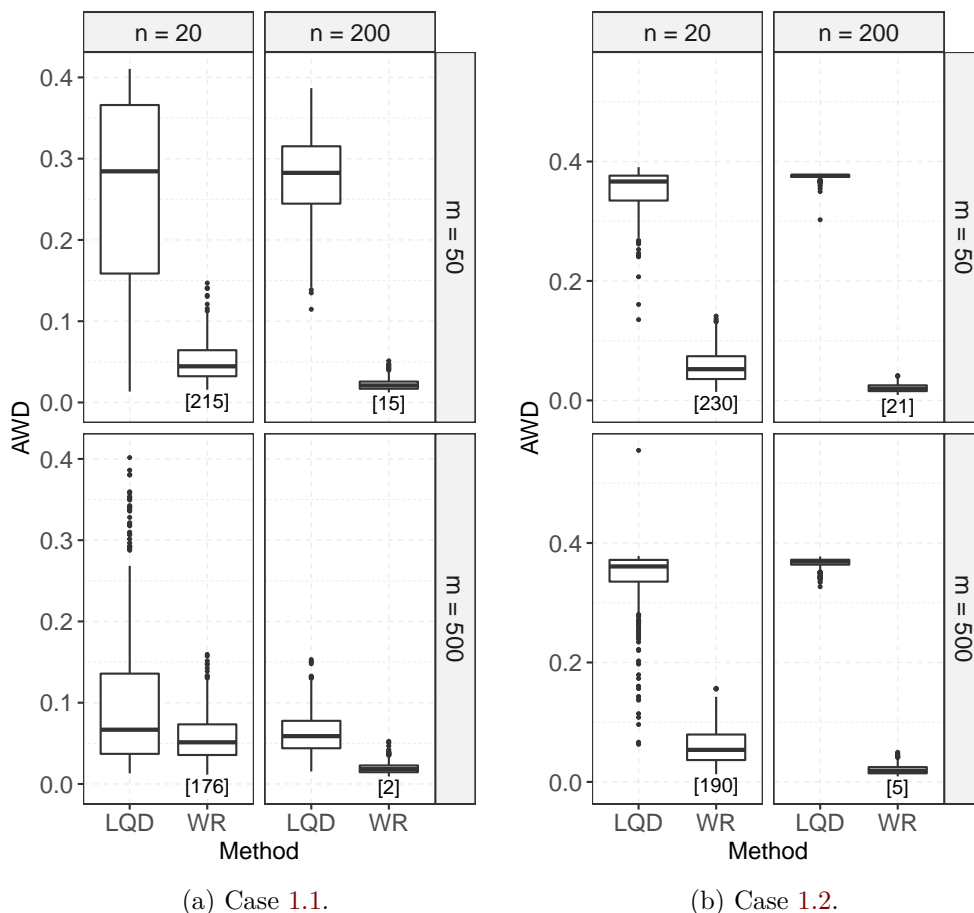 n = 20
n = 200
0.4
0.3
0.2
0.1
0.0
m = 50
[215]
[15]
AWD
0.4
0.3
0.2
0.1
0.0
m = 500
[176]
[2]
LQD WR
LQD WR
Method
(a) Case 1.1.
n = 20
n = 200
0.4
0.2
0.0
m = 50
[230]
[21]
AWD
0.4
0.2
0.0
m = 500
[190]
[5]
LQD WR
LQD WR
Method
(b) Case 1.2.